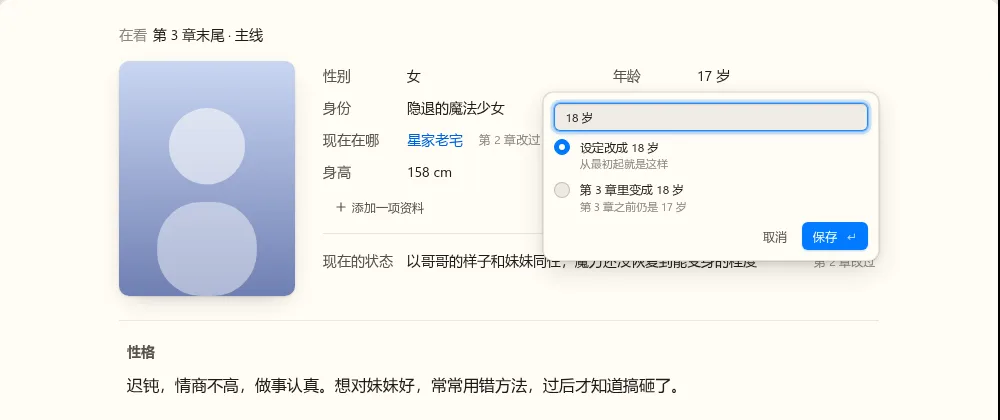 在看 第 3 章末尾 · 主线
性别 女 年龄 17 岁
身份 隐退的魔法少女
18 岁
现在在哪 星家老宅 第 2 章改过
设定改成 18 岁
从最初起就是这样
身高 158 cm
第 3 章里变成 18 岁
第 3 章之前仍是 17 岁
+ 添加一项资料
取消 保存 ↵
现在的状态 以哥哥的样子和妹妹同住，魔力还没恢复到能变身的程度 第 2 章改过
性格
迟钝，情商不高，做事认真。想对妹妹好，常常用错方法，过后才知道搞砸了。